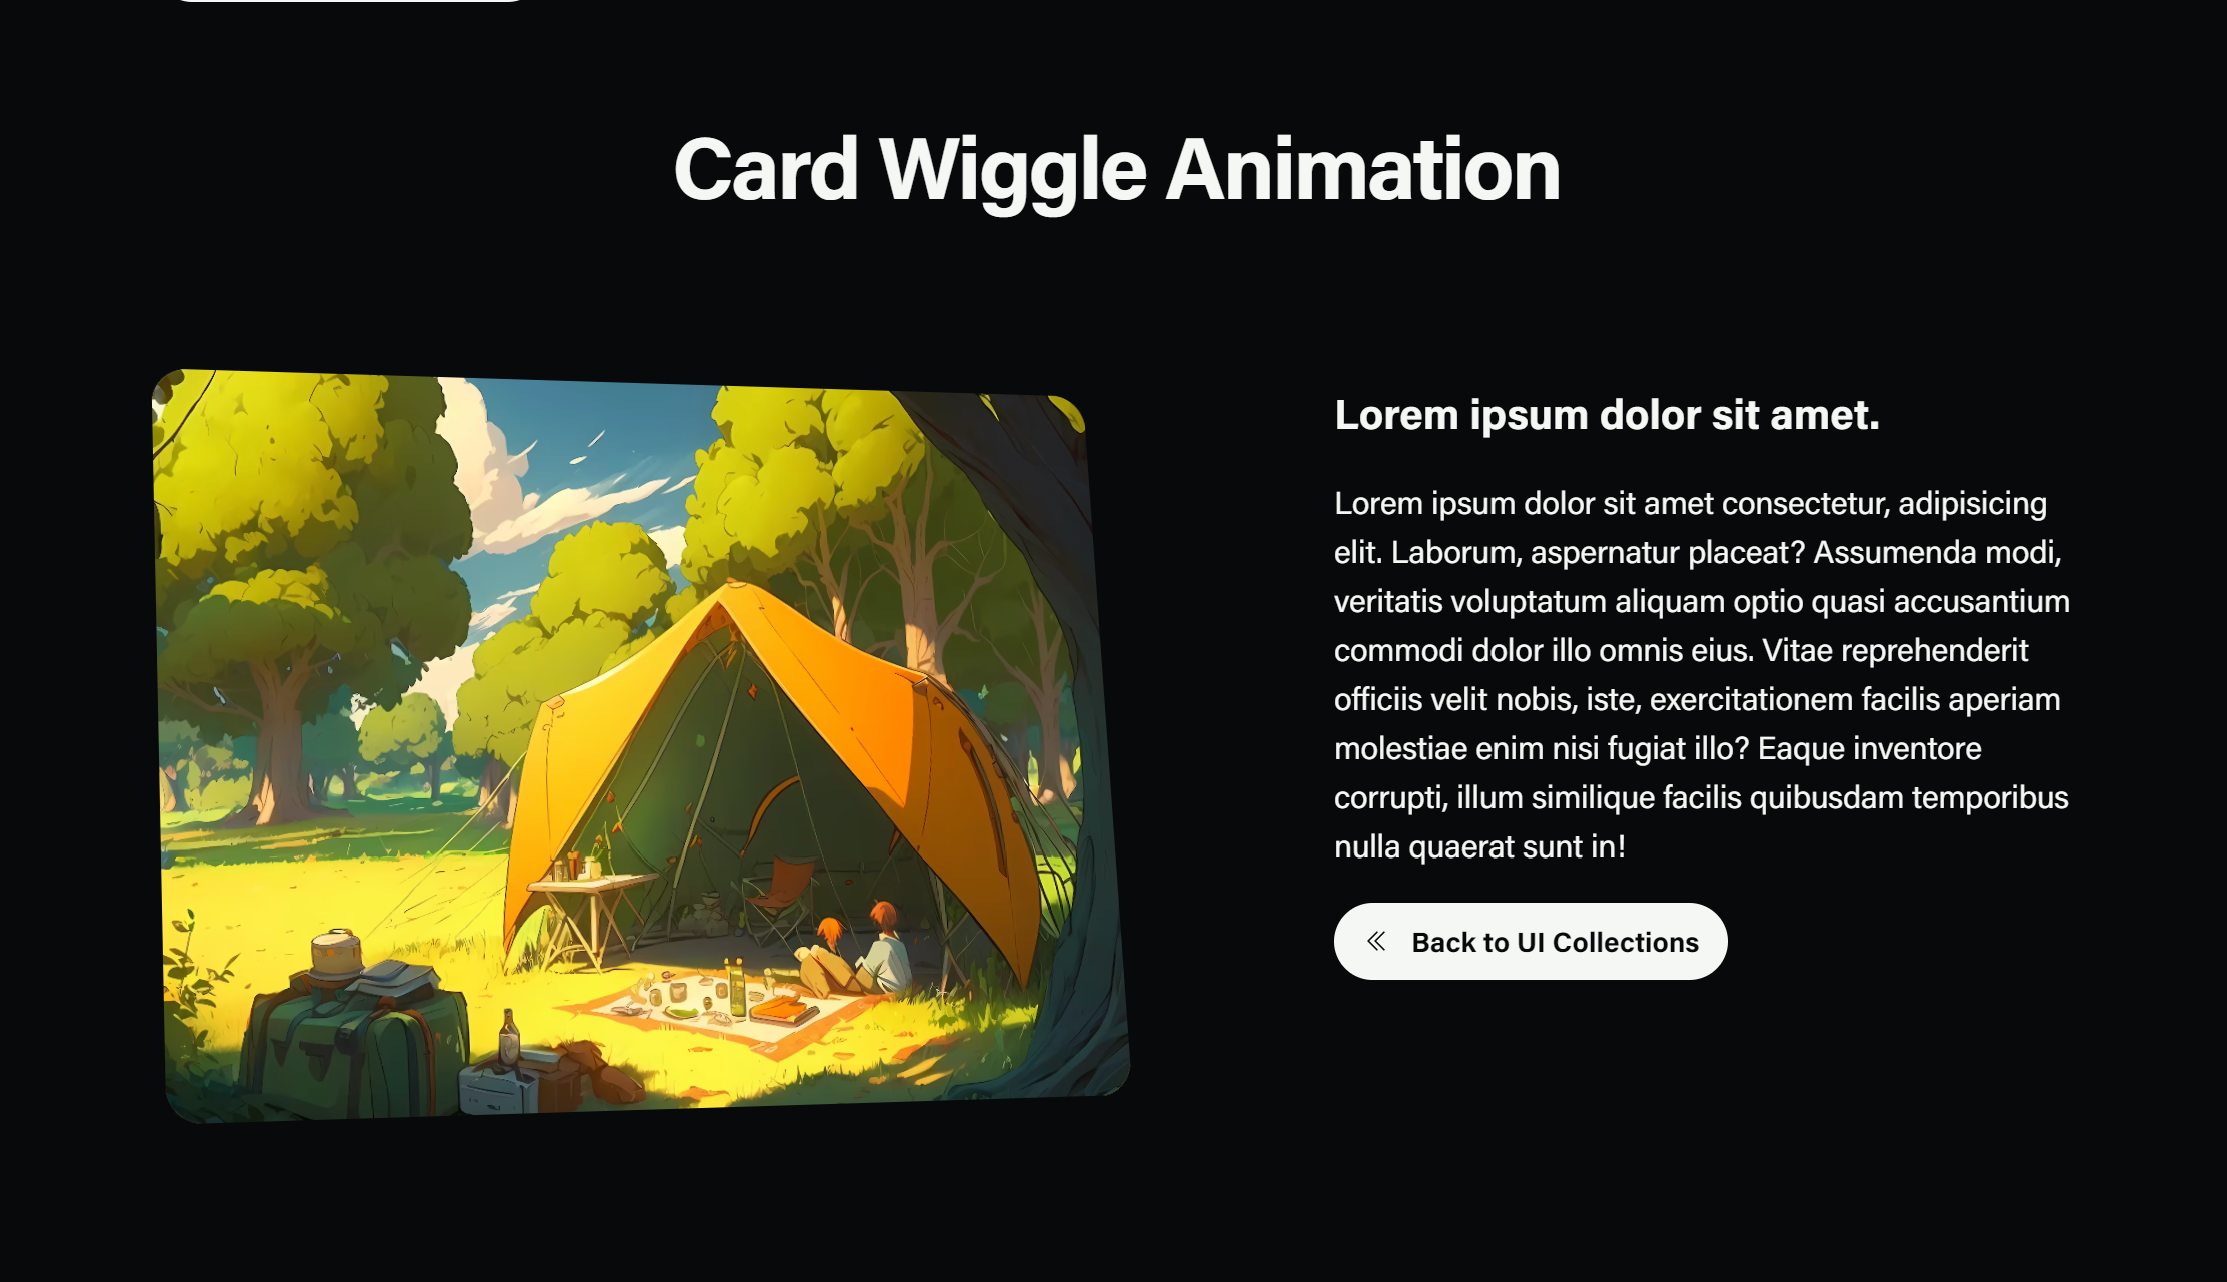 Card Wiggle Animation
Lorem ipsum dolor sit amet.
Lorem ipsum dolor sit amet consectetur, adipisicing
elit. Laborum, aspernatur placeat? Assumenda modi,
veritatis voluptatum aliquam optio quasi accusantium
commodi dolor illo omnis eius. Vitae reprehenderit
officiis velit nobis, iste, exercitationem facilis aperiam
molestiae enim nisi fugiat illo? Eaque inventore
corrupti, illum similique facilis quibusdam temporibus
nulla quaerat sunt in!
Back to UI Collections